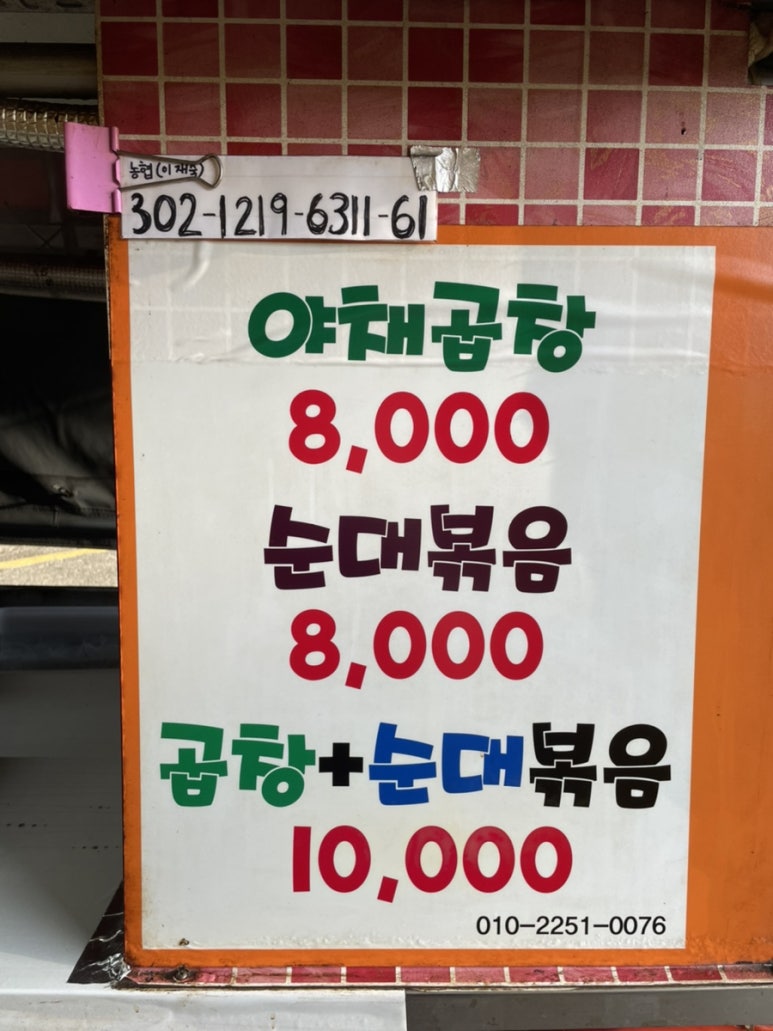 농협(이재숙)
302-1219-6311-61
야채곱창
8,000
순대볶음
8,000
곱창+순대볶음
10,000
010-2251-0076